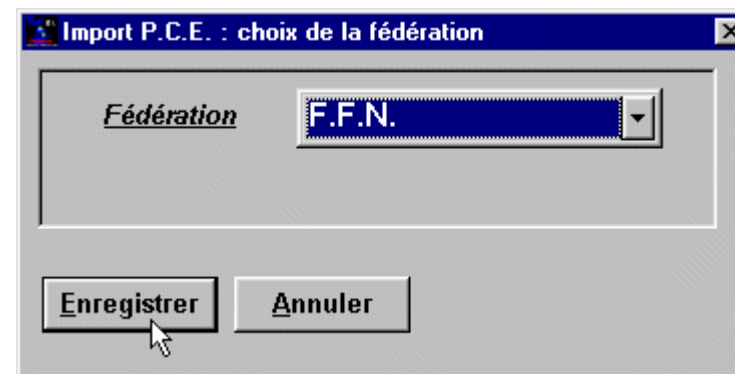 Import P.C.E. : choix de la fédération
Fédération F.F.N.
Enregistrer Annuler